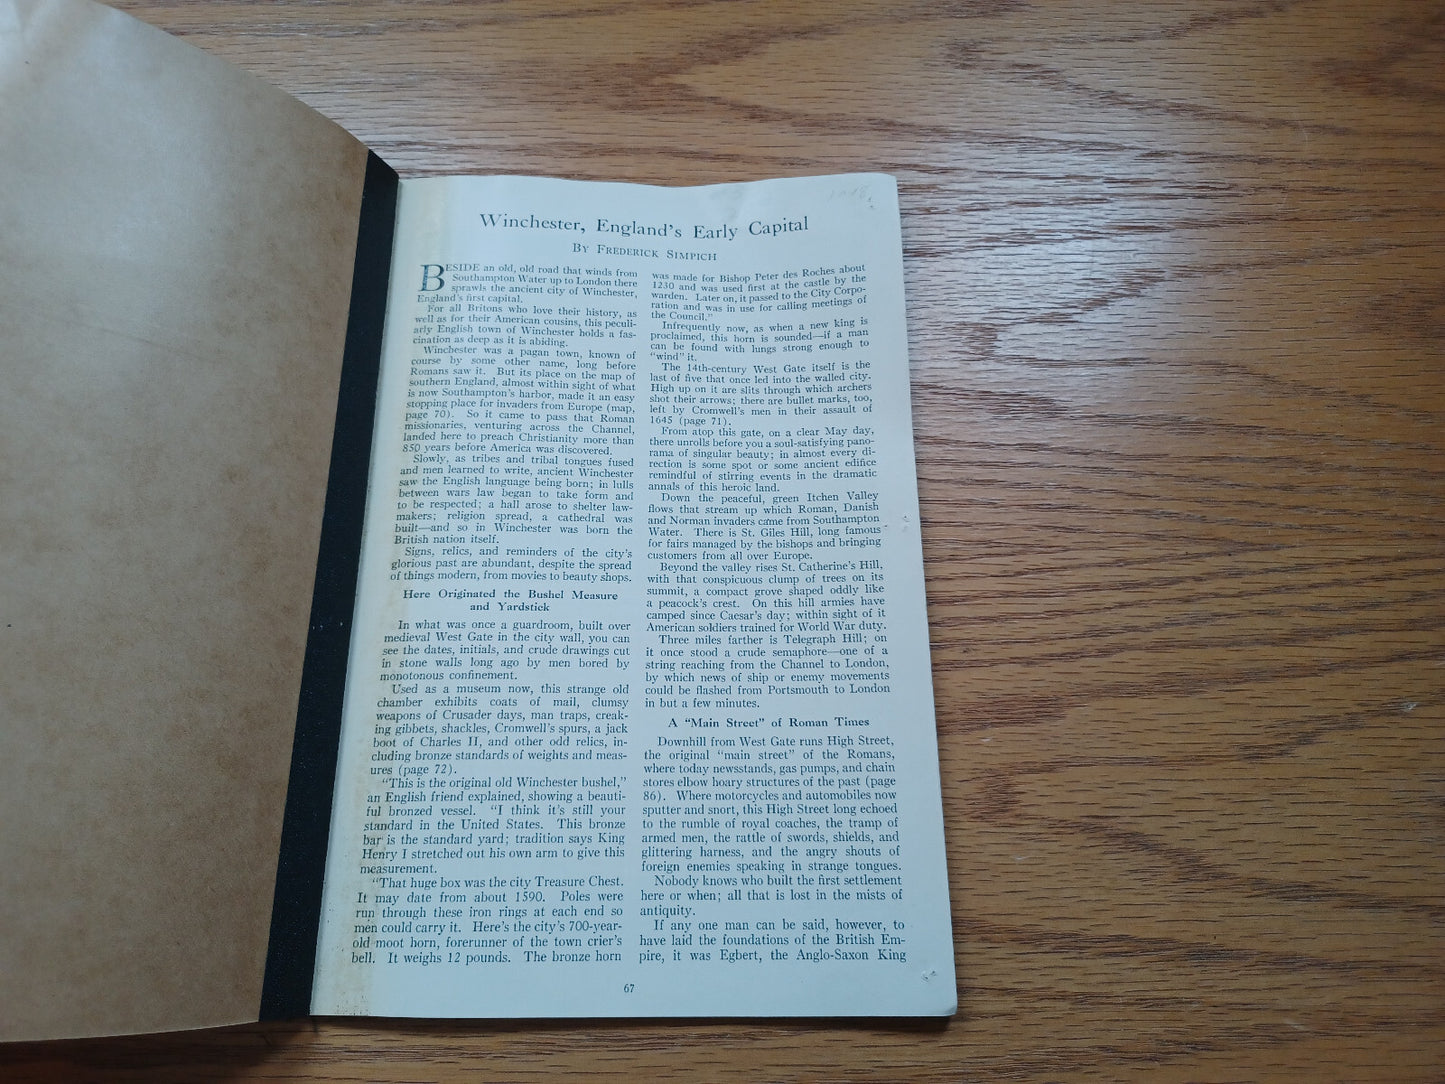 Winchester, England's Early Capital
By Frederick Simpich
BESIDE an old, old road that winds from
Southampton Water up to London there
sprawls the ancient city of Winchester,
England's first capital.
For all Britons who love their history, as
well as for their American cousins, this peculi-
arly English town of Winchester holds a fas-
cination as deep as it is abiding.
Winchester was a pagan town, known of
course by some other name, long before
Romans saw it. But its place on the map of
southern England, almost within sight of what
is now Southampton's harbor, made it an easy
stopping place for invaders from Europe (map,
page 70). So it came to pass that Roman
missionaries, venturing across the Channel,
landed here to preach Christianity more than
850 years before America was discovered.
Slowly, as tribes and tribal tongues fused
and men learned to write, ancient Winchester
saw the English language being born; in lulls
between wars law began to take form and
to be respected; a hall arose to shelter law-
makers; religion spread, a cathedral was
built—and so in Winchester was born the
British nation itself.
Signs, relics, and reminders of the city's
glorious past are abundant, despite the spread
of things modern, from movies to beauty shops.
Here Originated the Bushel Measure
and Yardstick
In what was once a guardroom, built over
medieval West Gate in the city wall, you can
see the dates, initials, and crude drawings cut
in stone walls long ago by men bored by
monotonous confinement.
Used as a museum now, this strange old
chamber exhibits coats of mail, clumsy
weapons of Crusader days, man traps, creak-
ing gibbets, shackles, Cromwell's spurs, a jack
boot of Charles II, and other odd relics, in-
cluding bronze standards of weights and meas-
ures (page 72).
"This is the original old Winchester bushel,"
an English friend explained, showing a beauti-
ful bronzed vessel. "I think it's still your
standard in the United States. This bronze
bar is the standard yard; tradition says King
Henry I stretched out his own arm to give this
measurement.
"That huge box was the city Treasure Chest.
It may date from about 1590. Poles were
run through these iron rings at each end so
men could carry it. Here's the city's 700-year-
old moot horn, forerunner of the town crier's
bell. It weighs 12 pounds. The bronze horn
was made for Bishop Peter des Roches about
1230 and was used first at the castle by the
warden. Later on, it passed to the City Corpo-
ration and was in use for calling meetings of
the Council."
Infrequently now, as when a new king is
proclaimed, this horn is sounded—if a man
can be found with lungs strong enough to
"wind" it.
The 14th-century West Gate itself is the
last of five that once led into the walled city.
High up on it are slits through which archers
shot their arrows; there are bullet marks, too,
left by Cromwell's men in their assault of
1645 (page 71).
From atop this gate, on a clear May day,
there unrolls before you a soul-satisfying pano-
rama of singular beauty; in almost every di-
rection is some spot or some ancient edifice
remindful of stirring events in the dramatic
annals of this heroic land.
Down the peaceful, green Itchen Valley
flows that stream up which Roman, Danish
and Norman invaders came from Southampton
Water. There is St. Giles Hill, long famous
for fairs managed by the bishops and bringing
customers from all over Europe.
Beyond the valley rises St. Catherine's Hill,
with that conspicuous clump of trees on its
summit, a compact grove shaped oddly like
a peacock's crest. On this hill armies have
camped since Caesar's day; within sight of it
American soldiers trained for World War duty.
Three miles farther is Telegraph Hill; on
it once stood a crude semaphore—one of a
string reaching from the Channel to London,
by which news of ship or enemy movements
could be flashed from Portsmouth to London
in but a few minutes.
A "Main Street" of Roman Times
Downhill from West Gate runs High Street,
the original "main street" of the Romans,
where today newsstands, gas pumps, and chain
stores elbow hoary structures of the past (page
86). Where motorcycles and automobiles now
sputter and snort, this High Street long echoed
to the rumble of royal coaches, the tramp of
armed men, the rattle of swords, shields, and
glittering harness, and the angry shouts of
foreign enemies speaking in strange tongues.
Nobody knows who built the first settlement
here or when; all that is lost in the mists of
antiquity.
If any one man can be said, however, to
have laid the foundations of the British Em-
pire, it was Egbert, the Anglo-Saxon King
67